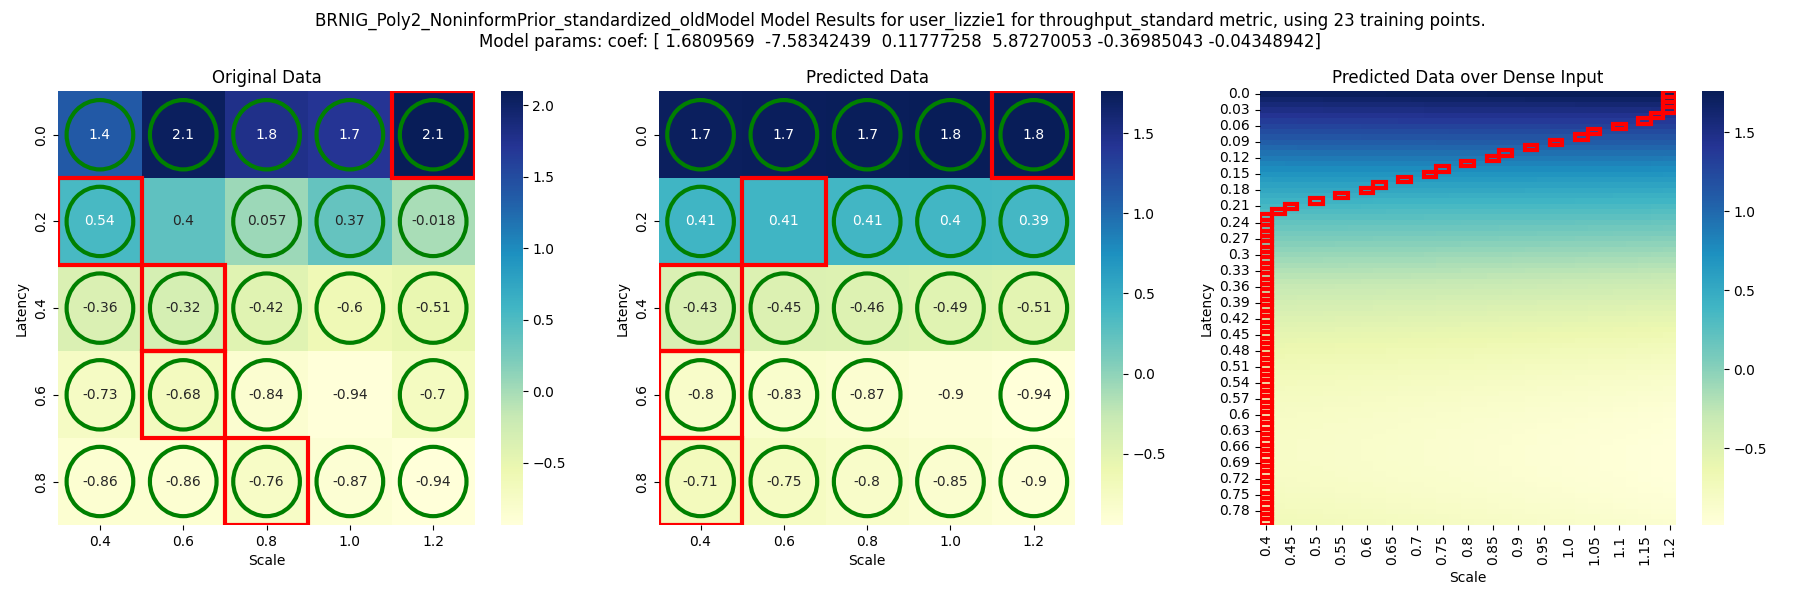 BRNIG_Poly2_NoninformPrior_standardized_oldModel Model Results for user_lizzie1 for throughput_standard metric, using 23 training points.
Model params: coef: [ 1.6809569  -7.58342439  0.11777258  5.87270053 -0.36985043 -0.04348942]
Original Data
0.0 1.4 2.1 1.8 1.7 2.1
0.2 0.54 0.4 0.057 0.37 -0.018
0.4 -0.36 -0.32 -0.42 -0.6 -0.51
0.6 -0.73 -0.68 -0.84 -0.94 -0.7
0.8 -0.86 -0.86 -0.76 -0.87 -0.94
Latency
0.4 0.6 0.8 1.0 1.2
Scale
2.0
1.5
1.0
0.5
0.0
−0.5
Predicted Data
0.0 1.7 1.7 1.7 1.8 1.8
0.2 0.41 0.41 0.41 0.4 0.39
0.4 -0.43 -0.45 -0.46 -0.49 -0.51
0.6 -0.8 -0.83 -0.87 -0.9 -0.94
0.8 -0.71 -0.75 -0.8 -0.85 -0.9
Latency
0.4 0.6 0.8 1.0 1.2
Scale
1.5
1.0
0.5
0.0
−0.5
Predicted Data over Dense Input
0.0
0.03
0.06
0.09
0.12
0.15
0.18
0.21
0.24
0.27
0.3
0.33
0.36
0.39
0.42
0.45
0.48
0.51
0.54
0.57
0.6
0.63
0.66
0.69
0.72
0.75
0.78
Latency
0.4 0.45 0.5 0.55 0.6 0.65 0.7 0.75 0.8 0.85 0.9 0.95 1.0 1.05 1.1 1.15 1.2
Scale
1.5
1.0
0.5
0.0
−0.5